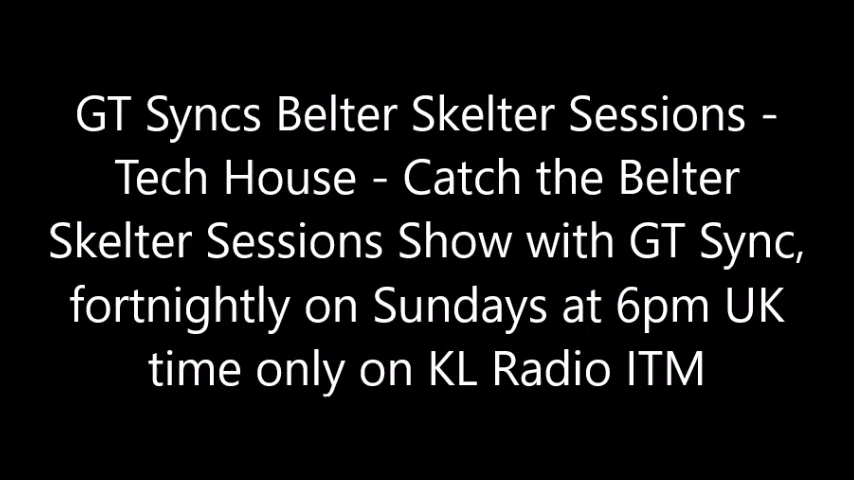 GT Syncs Belter Skelter Sessions -
Tech House - Catch the Belter
Skelter Sessions Show with GT Sync,
fortnightly on Sundays at 6pm UK
time only on KL Radio ITM